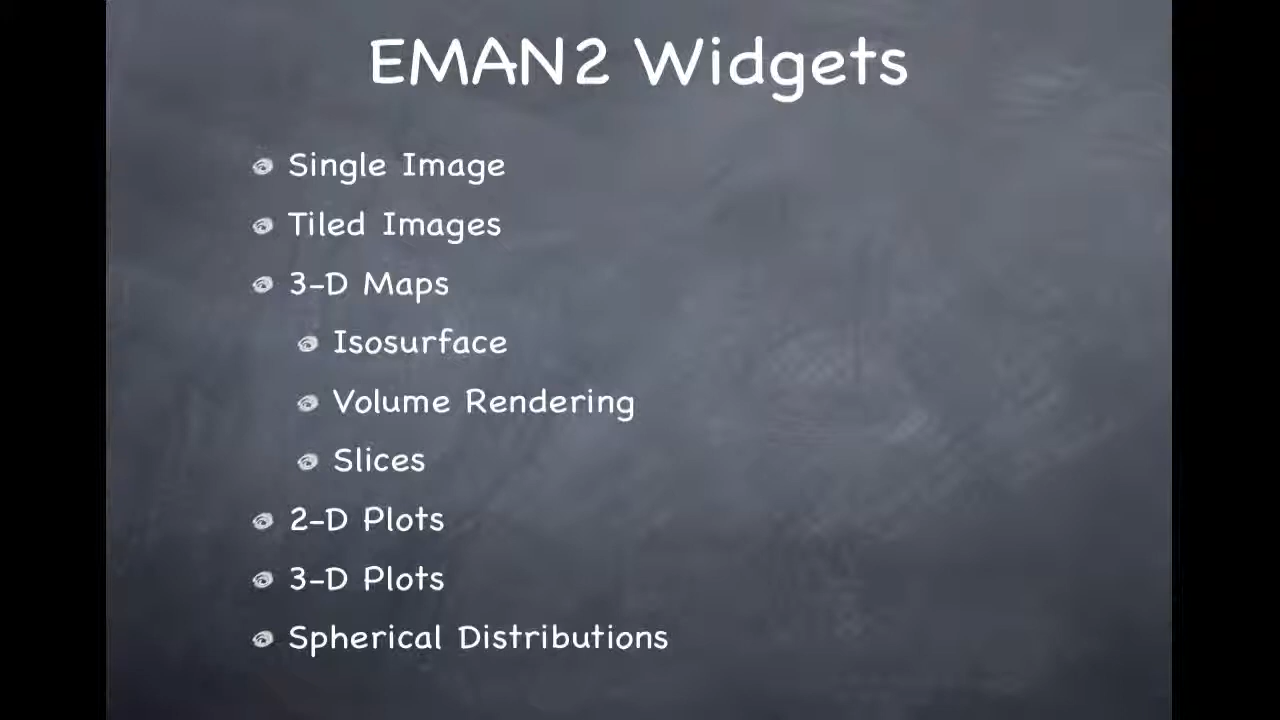 EMAN2 Widgets
Single Image
Tiled Images
3-D Maps
Isosurface
Volume Rendering
Slices
2-D Plots
3-D Plots
Spherical Distributions